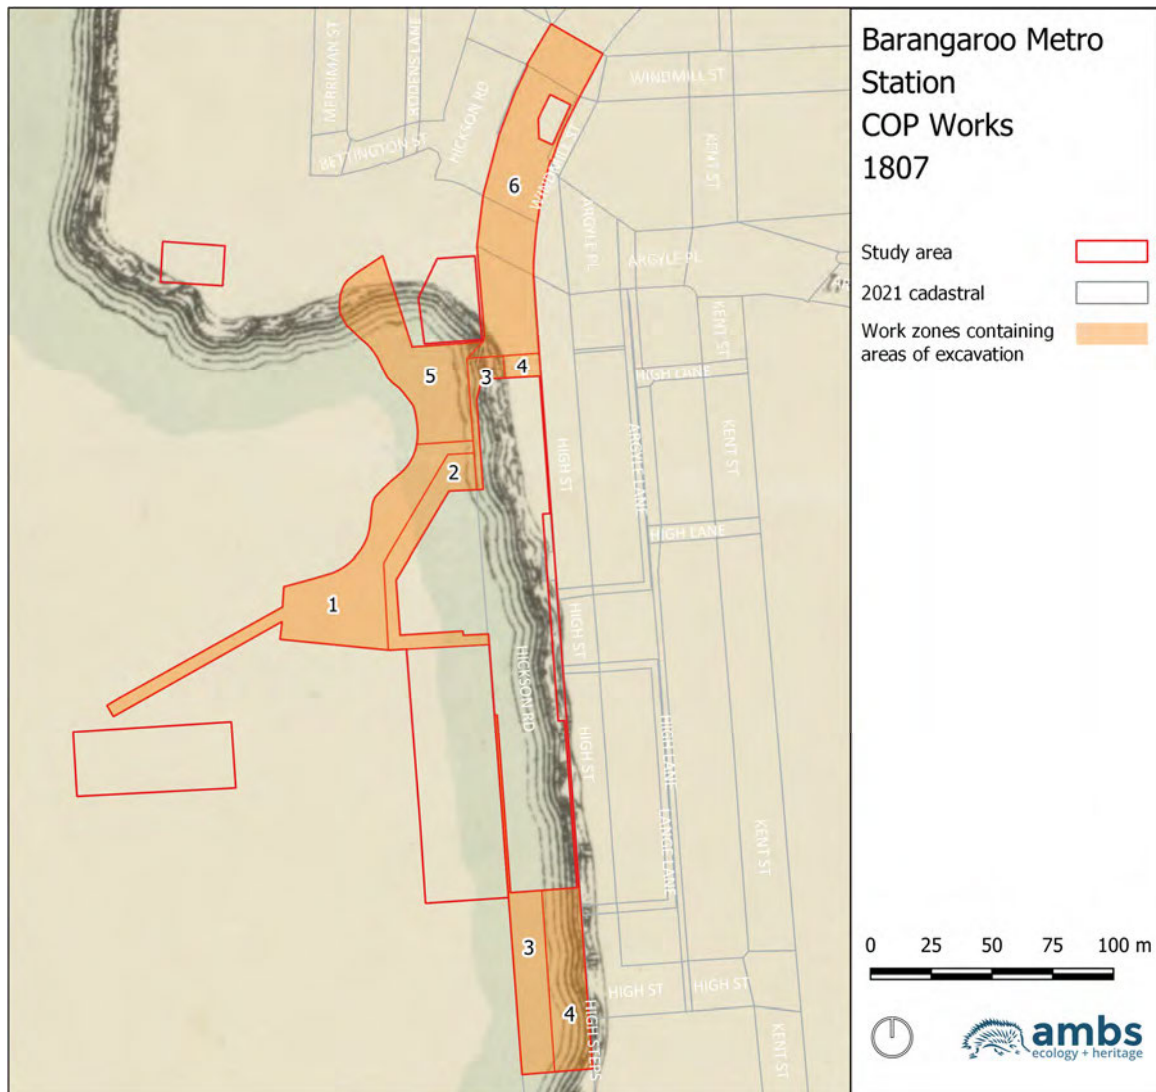 Barangaroo Metro
Station
COP Works
1807
Study area
2021 cadastral
Work zones containing
areas of excavation
0 25 50 75 100 m
ambs
ecology + heritage
MERRIMAN ST
RODENS LANE
BETTINGTON ST
HICKSON RD
WINDMILL ST
WINDMILL ST
KENT ST
ARGYLE PL
ARGYLE PL
6
5
3
4
2
1
KENT ST
HIGH LANE
HIGH ST
ARGYLE LANE
KENT ST
HIGH LANE
HIGH ST
HICKSON RD
HIGH ST
HIGH LANE
LANCE LANE
KENT ST
3
4
HIGH STEPS
HIGH ST
HIGH ST
KENT ST